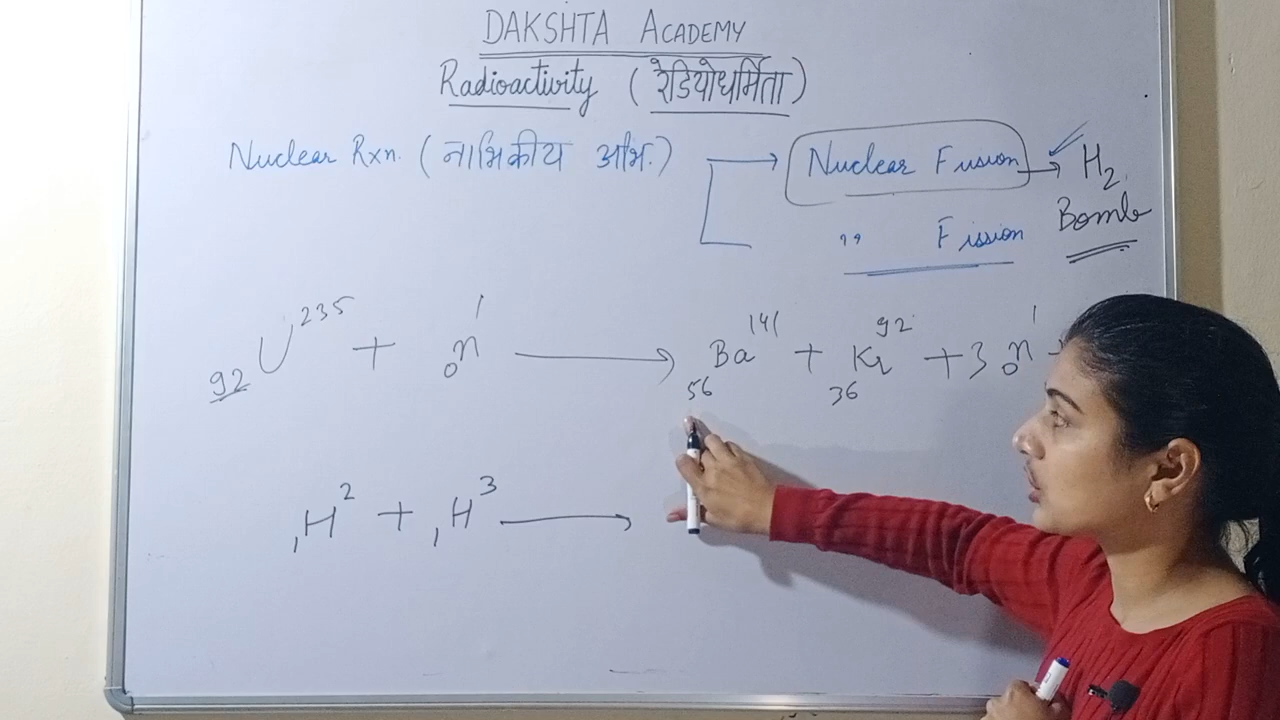 DAKSHTA ACADEMY
Radioactivity (रेडियोधर्मिता)
Nuclear Rxn. (नाभिकीय अभि.) → Nuclear Fusion → H₂
Bomb
,, Fission
₉₂U²³⁵ + ₀n¹ → ₅₆Ba¹⁴¹ + ₃₆Kr⁹² + 3 ₀n¹
₁H² + ₁H³ →